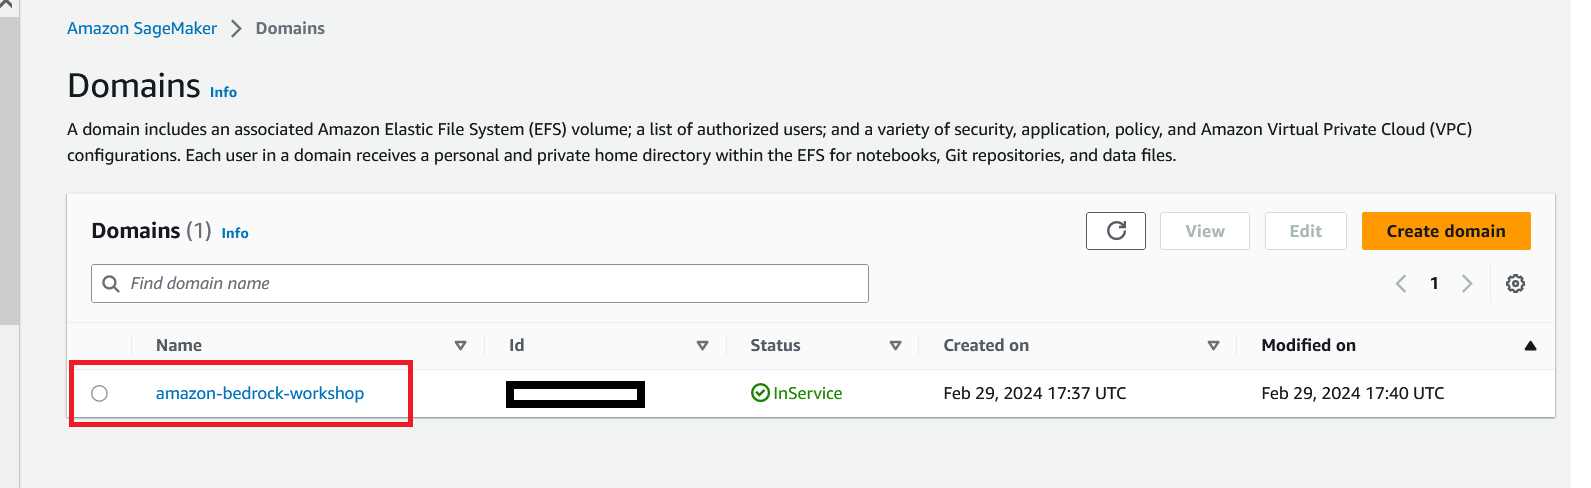 Amazon SageMaker > Domains
Domains Info
A domain includes an associated Amazon Elastic File System (EFS) volume; a list of authorized users; and a variety of security, application, policy, and Amazon Virtual Private Cloud (VPC)
configurations. Each user in a domain receives a personal and private home directory within the EFS for notebooks, Git repositories, and data files.
Domains (1) Info View Edit Create domain
Find domain name 1
Name Id Status Created on Modified on
amazon-bedrock-workshop InService Feb 29, 2024 17:37 UTC Feb 29, 2024 17:40 UTC